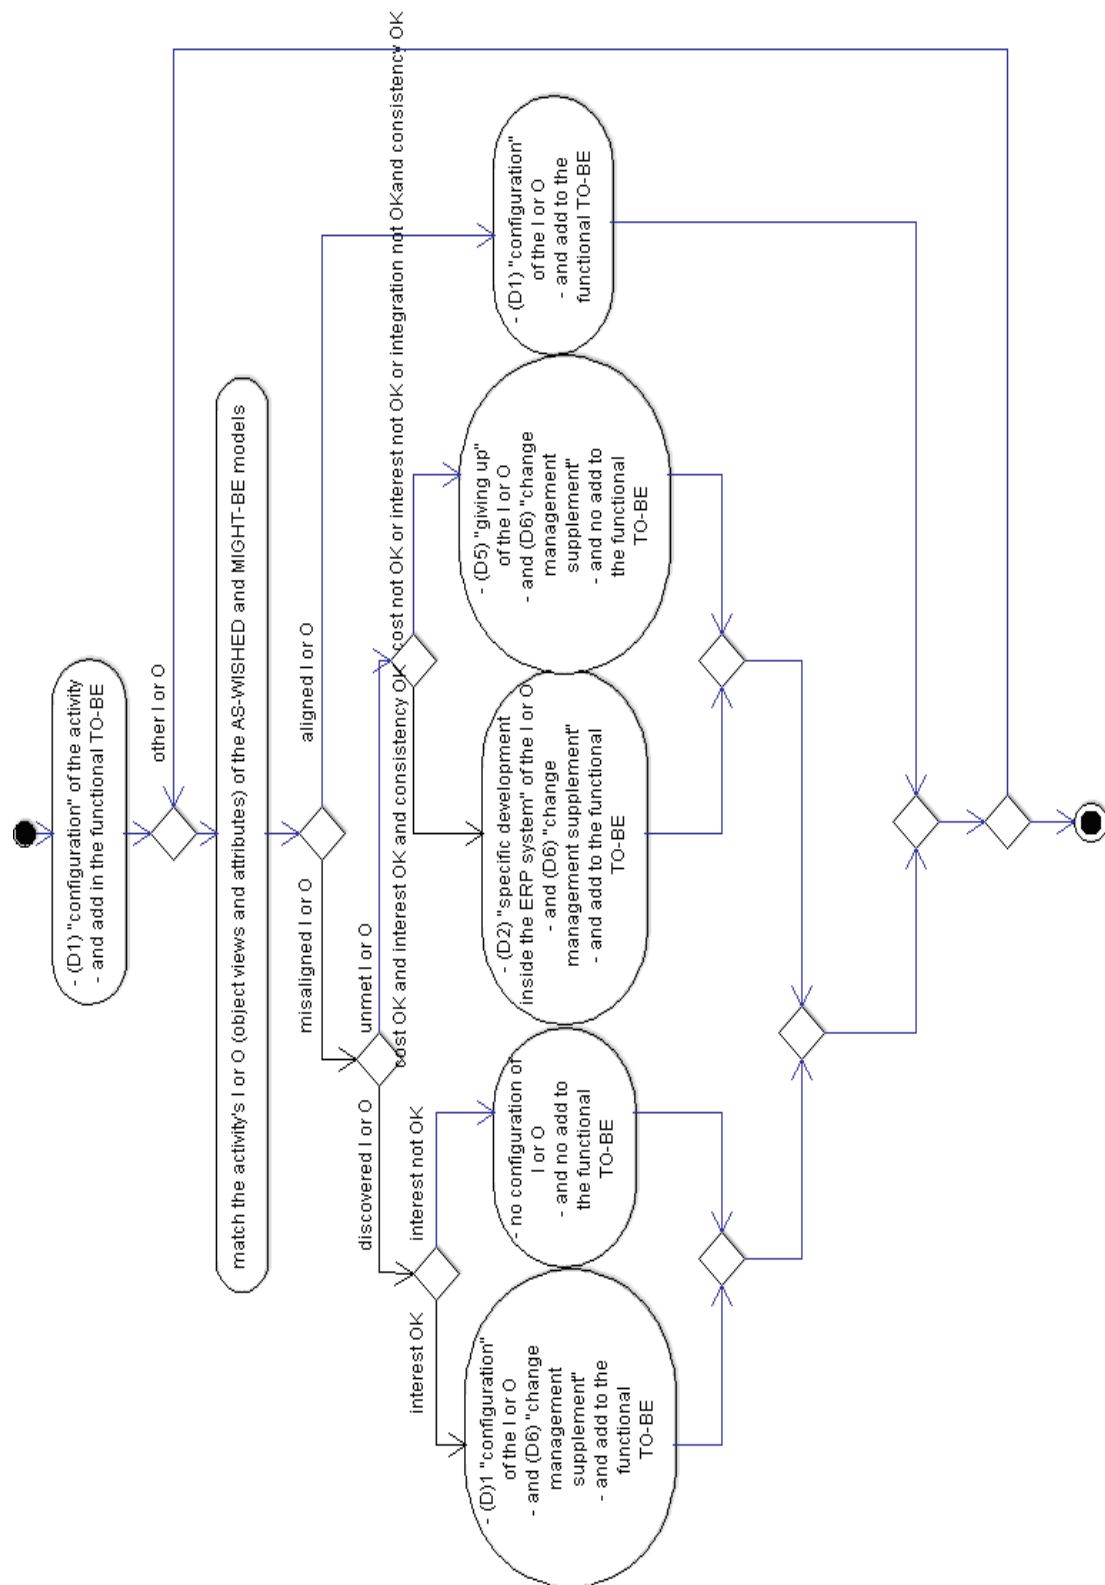 - (D1) "configuration" of the activity
- and add in the functional TO-BE
other I or O
match the activity's I or O (object views and attributes) of the AS-WISHED and MIGHT-BE models
misaligned I or O
aligned I or O
discovered I or O
unmet I or O
interest OK
interest not OK
cost OK and interest OK and consistency OK
cost not OK or interest not OK or integration not OKand consistency OK
- (D)1 "configuration"
of the I or O
- and (D6) "change
management
supplement"
- and add to the
functional
TO-BE
- no configuration of
I or O
- and no add to
the functional
TO-BE
- (D2) "specific development
inside the ERP system" of the I or O
- and (D6) "change
management supplement"
- and add to the functional
TO-BE
- (D5) "giving up"
of the I or O
- and (D6) "change
management
supplement"
- and no add to
the functional
TO-BE
- (D1) "configuration"
of the I or O
- and add to the
functional TO-BE